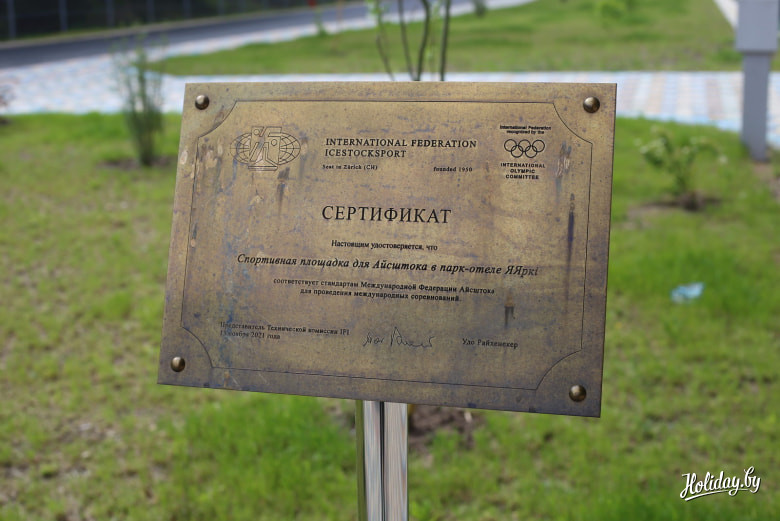 INTERNATIONAL FEDERATION
ICESTOCKSPORT
Seat in Zürich (CH) founded 1950
International Federation
recognized by the
INTERNATIONAL
OLYMPIC
COMMITTEE
СЕРТИФИКАТ
Настоящим удостоверяется, что
Спортивная площадка для Айсштока в парк-отеле ЯЯркі
соответствует стандартам Международной Федерации Айсштока
для проведения международных соревнований.
Представитель Технической комиссии IFI
2021 года
Удо Райленекер
Holiday.by